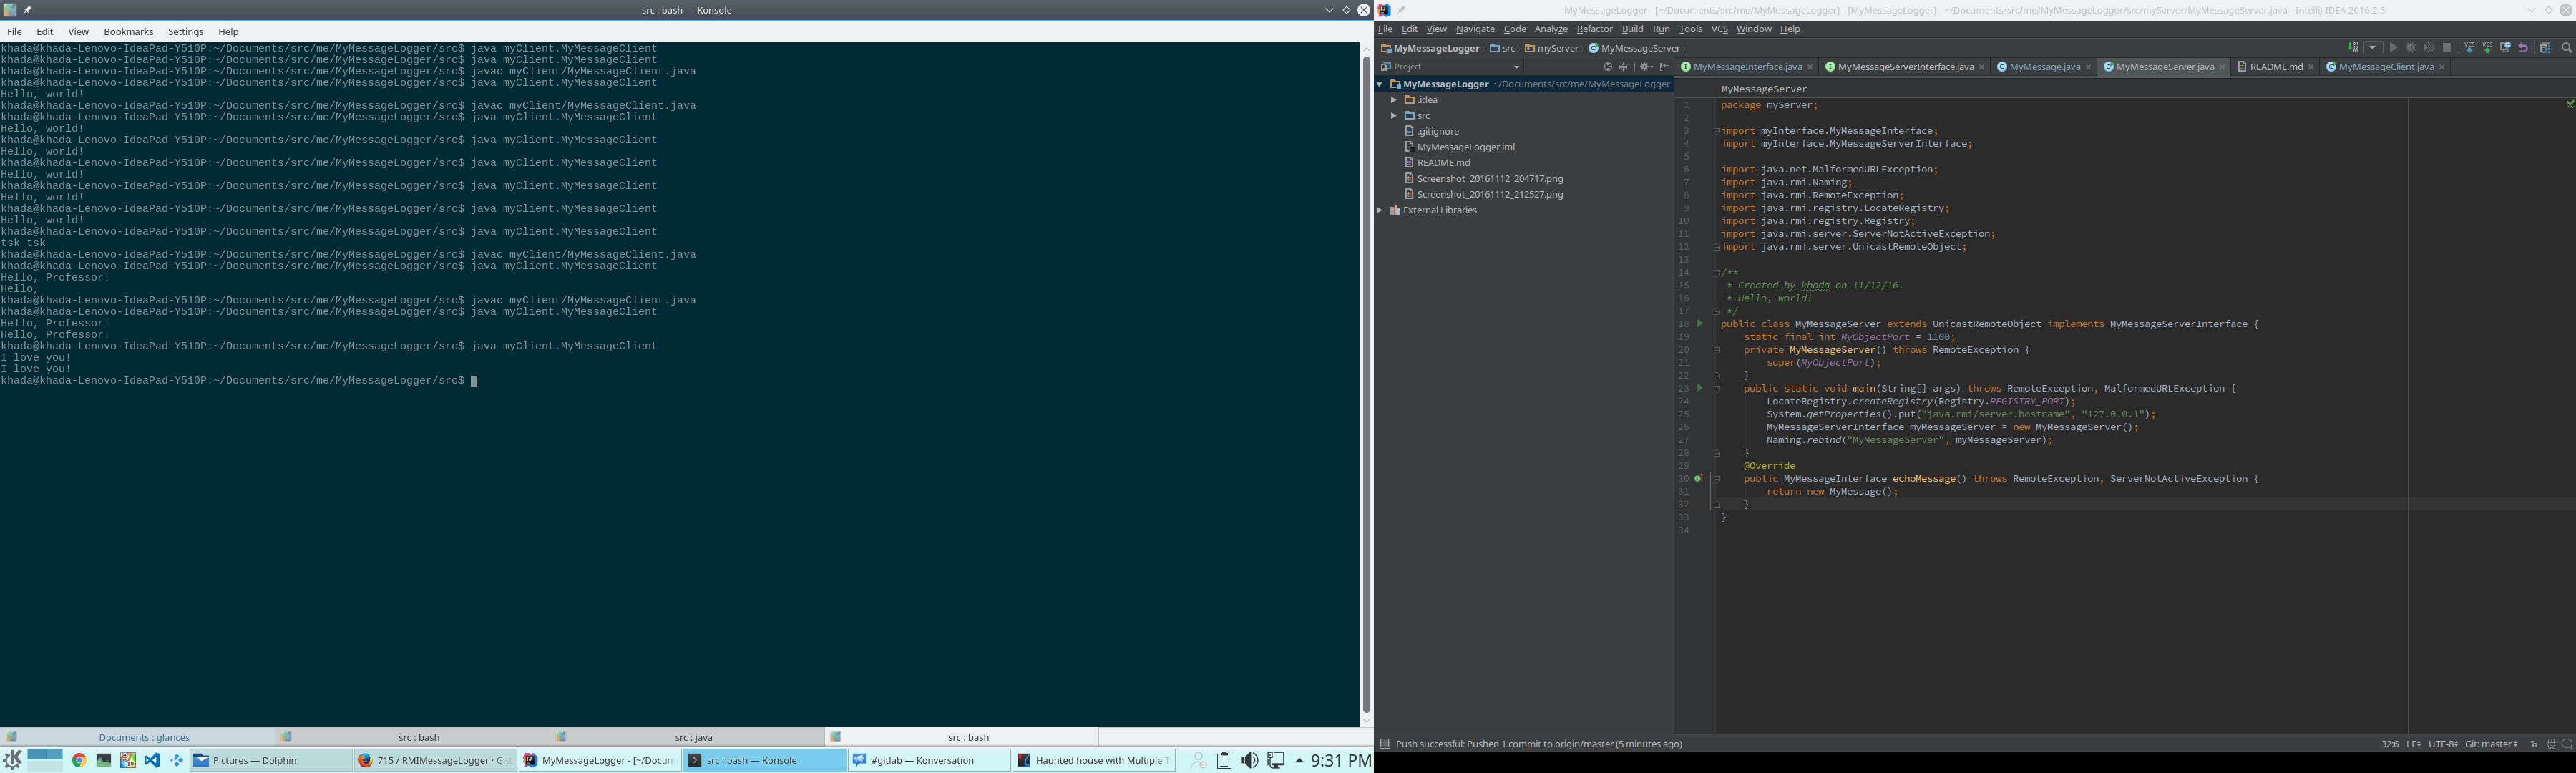 src : bash — Konsole
File Edit View Bookmarks Settings Help
khada@khada-Lenovo-IdeaPad-Y510P:~/Documents/src/me/MyMessageLogger/src$ java myClient.MyMessageClient
khada@khada-Lenovo-IdeaPad-Y510P:~/Documents/src/me/MyMessageLogger/src$ java myClient.MyMessageClient
khada@khada-Lenovo-IdeaPad-Y510P:~/Documents/src/me/MyMessageLogger/src$ javac myClient/MyMessageClient.java
khada@khada-Lenovo-IdeaPad-Y510P:~/Documents/src/me/MyMessageLogger/src$ java myClient.MyMessageClient
Hello, world!
khada@khada-Lenovo-IdeaPad-Y510P:~/Documents/src/me/MyMessageLogger/src$ javac myClient/MyMessageClient.java
khada@khada-Lenovo-IdeaPad-Y510P:~/Documents/src/me/MyMessageLogger/src$ java myClient.MyMessageClient
Hello, world!
khada@khada-Lenovo-IdeaPad-Y510P:~/Documents/src/me/MyMessageLogger/src$ java myClient.MyMessageClient
Hello, world!
khada@khada-Lenovo-IdeaPad-Y510P:~/Documents/src/me/MyMessageLogger/src$ java myClient.MyMessageClient
Hello, world!
khada@khada-Lenovo-IdeaPad-Y510P:~/Documents/src/me/MyMessageLogger/src$ java myClient.MyMessageClient
Hello, world!
khada@khada-Lenovo-IdeaPad-Y510P:~/Documents/src/me/MyMessageLogger/src$ java myClient.MyMessageClient
Hello, world!
khada@khada-Lenovo-IdeaPad-Y510P:~/Documents/src/me/MyMessageLogger/src$ java myClient.MyMessageClient
tsk tsk
khada@khada-Lenovo-IdeaPad-Y510P:~/Documents/src/me/MyMessageLogger/src$ javac myClient/MyMessageClient.java
khada@khada-Lenovo-IdeaPad-Y510P:~/Documents/src/me/MyMessageLogger/src$ java myClient.MyMessageClient
Hello, Professor!
Hello,
khada@khada-Lenovo-IdeaPad-Y510P:~/Documents/src/me/MyMessageLogger/src$ javac myClient/MyMessageClient.java
khada@khada-Lenovo-IdeaPad-Y510P:~/Documents/src/me/MyMessageLogger/src$ java myClient.MyMessageClient
Hello, Professor!
Hello, Professor!
khada@khada-Lenovo-IdeaPad-Y510P:~/Documents/src/me/MyMessageLogger/src$ java myClient.MyMessageClient
I love you!
I love you!
khada@khada-Lenovo-IdeaPad-Y510P:~/Documents/src/me/MyMessageLogger/src$
Documents : glances src : bash src : java src : bash
Pictures — Dolphin 715 / RMIMessageLogger · Git MyMessageLogger - [~/Docum src : bash — Konsole #gitlab — Konversation Haunted house with Multiple T 9:31 PM
MyMessageLogger - [~/Documents/src/me/MyMessageLogger] - [MyMessageLogger] - ~/Documents/src/me/MyMessageLogger/src/myServer/MyMessageServer.java - IntelliJ IDEA 2016.2.5
File Edit View Navigate Code Analyze Refactor Build Run Tools VCS Window Help
MyMessageLogger src myServer MyMessageServer
Project
MyMessageLogger ~/Documents/src/me/MyMessageLogger
.idea
src
.gitignore
MyMessageLogger.iml
README.md
Screenshot_20161112_204717.png
Screenshot_20161112_212527.png
External Libraries
MyMessageInterface.java MyMessageServerInterface.java MyMessage.java MyMessageServer.java README.md MyMessageClient.java
MyMessageServer
1 package myServer;
2
3 import myInterface.MyMessageInterface;
4 import myInterface.MyMessageServerInterface;
5
6 import java.net.MalformedURLException;
7 import java.rmi.Naming;
8 import java.rmi.RemoteException;
9 import java.rmi.registry.LocateRegistry;
10 import java.rmi.registry.Registry;
11 import java.rmi.server.ServerNotActiveException;
12 import java.rmi.server.UnicastRemoteObject;
13
14 /**
15 * Created by khada on 11/12/16.
16 * Hello, world!
17 */
18 public class MyMessageServer extends UnicastRemoteObject implements MyMessageServerInterface {
19 static final int MyObjectPort = 1100;
20 private MyMessageServer() throws RemoteException {
21 super(MyObjectPort);
22 }
23 public static void main(String[] args) throws RemoteException, MalformedURLException {
24 LocateRegistry.createRegistry(Registry.REGISTRY_PORT);
25 System.getProperties().put("java.rmi/server.hostname", "127.0.0.1");
26 MyMessageServerInterface myMessageServer = new MyMessageServer();
27 Naming.rebind("MyMessageServer", myMessageServer);
28 }
29 @Override
30 public MyMessageInterface echoMessage() throws RemoteException, ServerNotActiveException {
31 return new MyMessage();
32 }
33 }
34
Push successful: Pushed 1 commit to origin/master (5 minutes ago) 32:6 LF UTF-8 Git: master